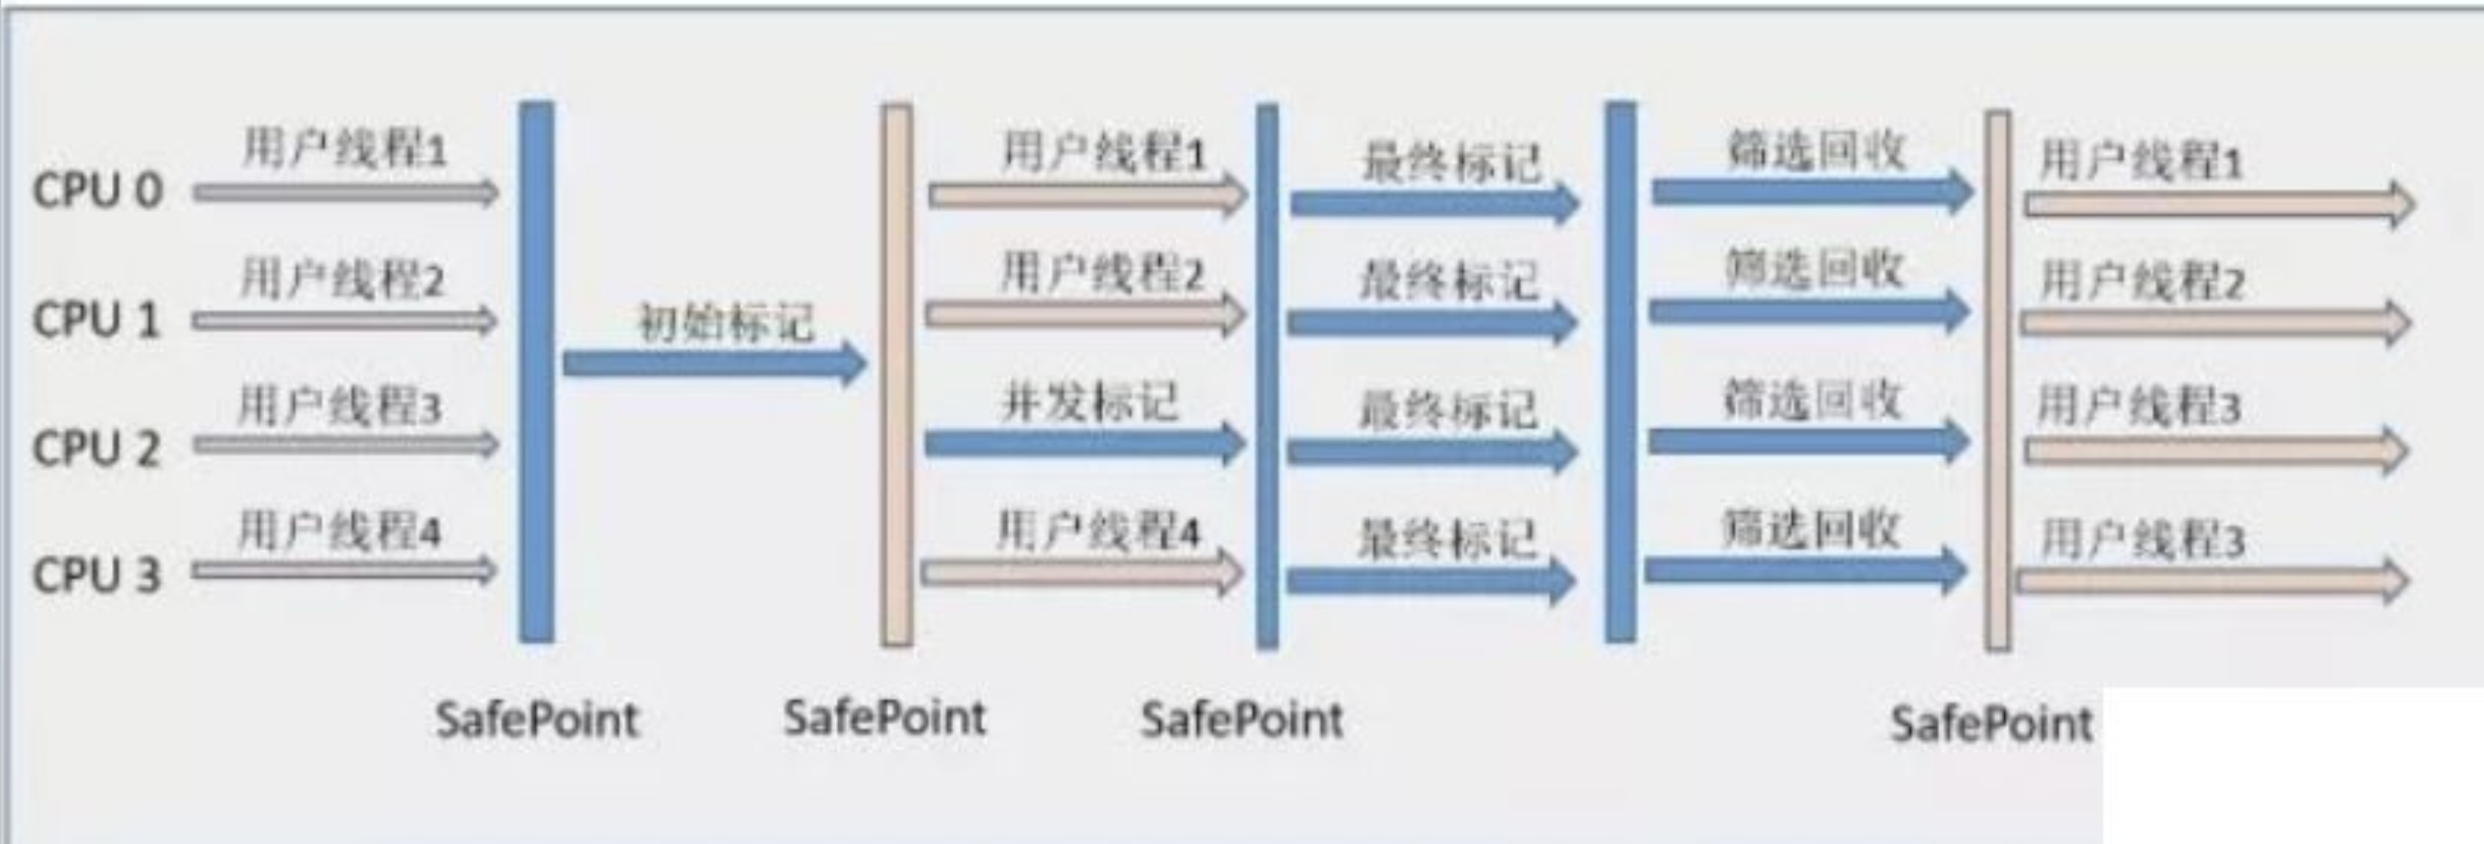 用户线程1 用户线程1 最终标记 筛选回收 用户线程1
CPU 0
用户线程2 用户线程2 最终标记 筛选回收 用户线程2
CPU 1
初始标记
用户线程3 并发标记 最终标记 筛选回收 用户线程3
CPU 2
用户线程4 用户线程4 最终标记 筛选回收 用户线程3
CPU 3
SafePoint SafePoint SafePoint SafePoint